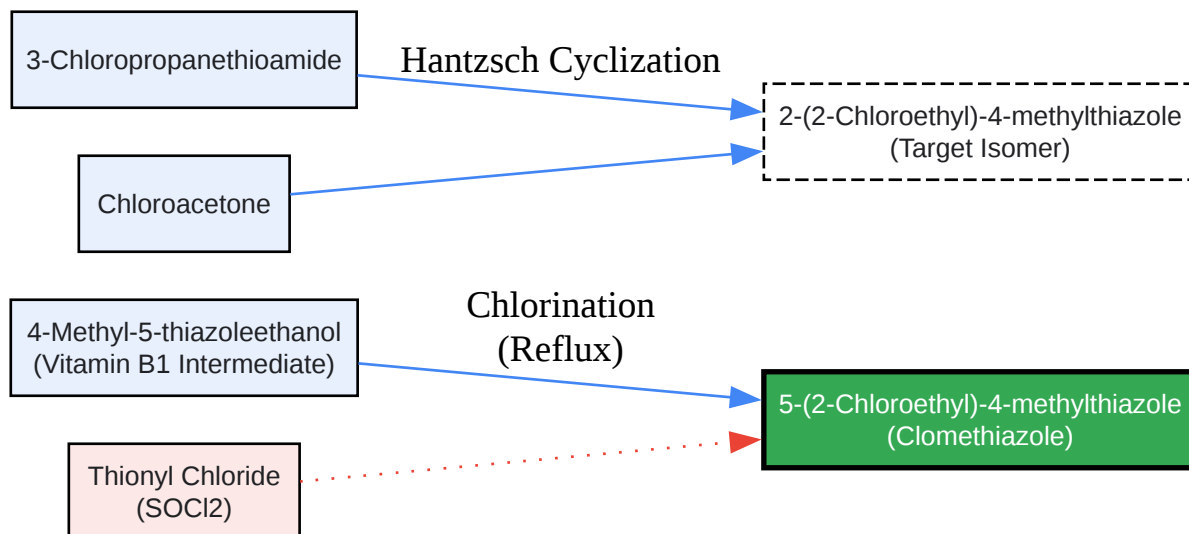 3-Chloropropanethioamide
Hantzsch Cyclization
2-(2-Chloroethyl)-4-methylthiazole
(Target Isomer)
Chloroacetone
4-Methyl-5-thiazoleethanol
(Vitamin B1 Intermediate)
Chlorination
(Reflux)
5-(2-Chloroethyl)-4-methylthiazole
(Clomethiazole)
Thionyl Chloride
(SOCl2)